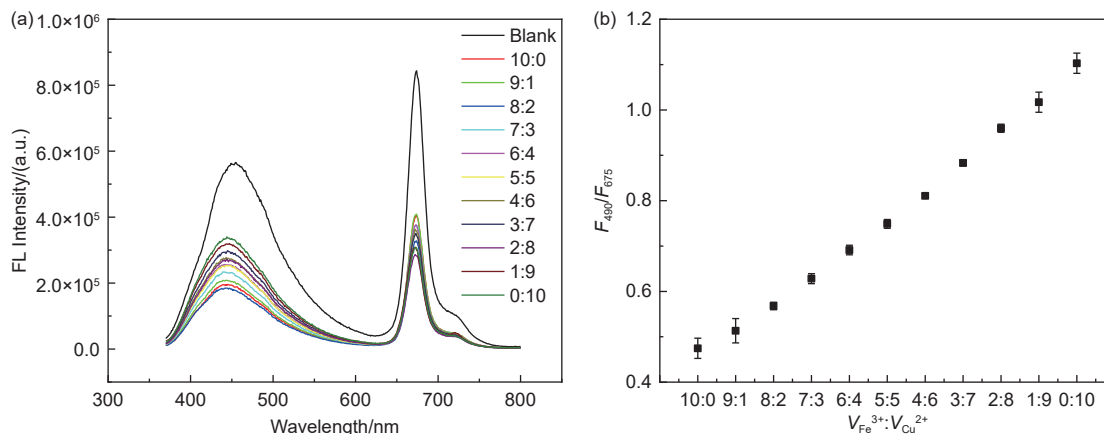 (a)
1.0×10⁶
8.0×10⁵
6.0×10⁵
4.0×10⁵
2.0×10⁵
0.0
FL Intensity/(a.u.)
300 400 500 600 700 800
Wavelength/nm
Blank
10:0
9:1
8:2
7:3
6:4
5:5
4:6
3:7
2:8
1:9
0:10
(b)
1.2
1.0
0.8
0.6
0.4
F₄₉₀/F₆₇₅
10:0 9:1 8:2 7:3 6:4 5:5 4:6 3:7 2:8 1:9 0:10
V_Fe³⁺:V_Cu²⁺